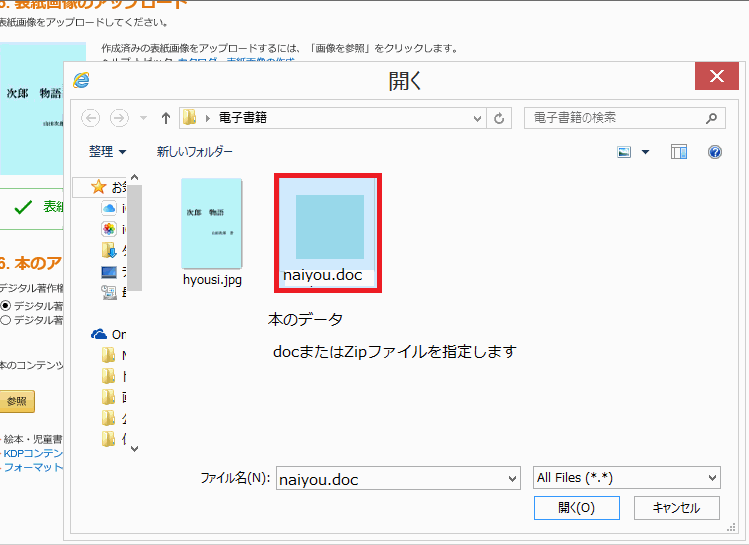 5. 表紙画像のアップロード
表紙画像をアップロードしてください。
作成済みの表紙画像をアップロードするには、「画像を参照」をクリックします。
次郎 物語
開く
電子書籍
電子書籍の検索
整理
新しいフォルダー
お気
表紙
On
次郎 物語
hyousi.jpg
naiyou.doc
本のデータ
docまたはZipファイルを指定します
6. 本のア
デジタル著作権
デジタル著
デジタル著
本のコンテンツ
参照
絵本・児童書
KDPコンテン
フォーマット
ファイル名(N):
naiyou.doc
All Files (*.*)
開く(O)
キャンセル